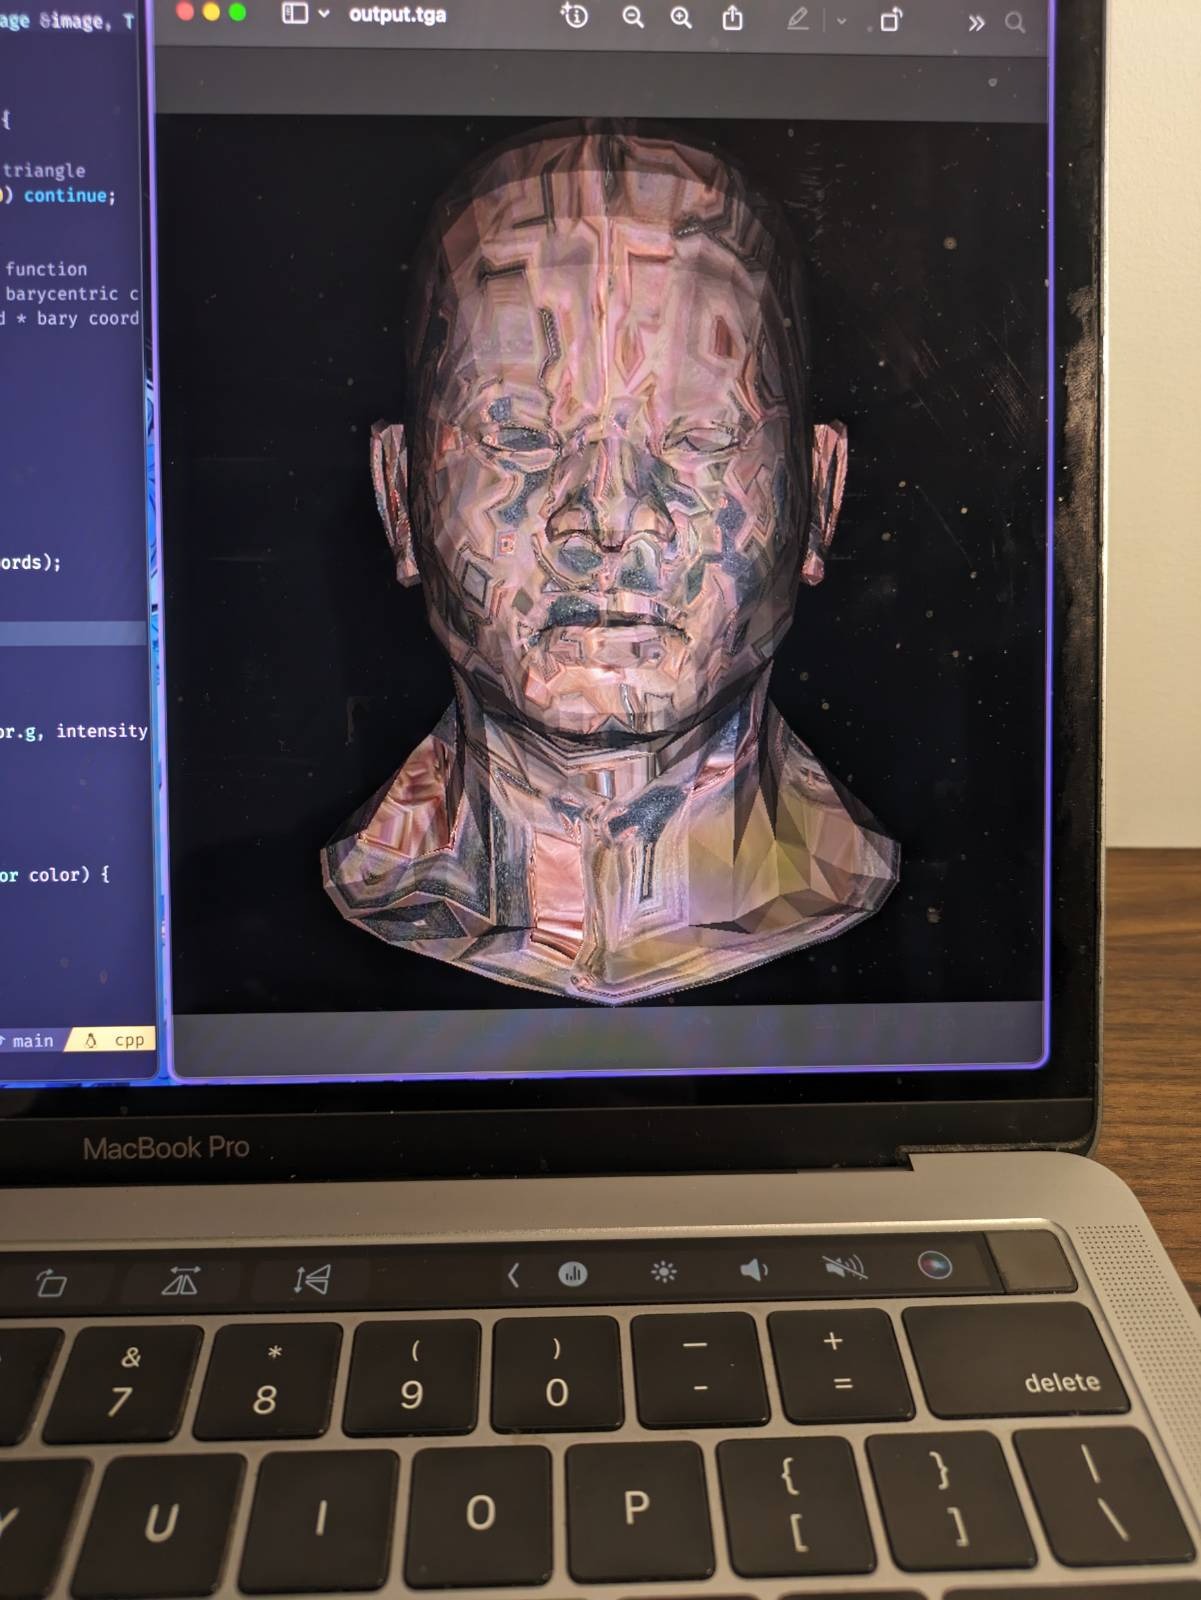 age &image, T
output.tga
{
triangle
) continue;
function
barycentric c
d * bary coord
ords);
or.g, intensity
or color) {
main
cpp
MacBook Pro
& * ( ) — +
7 8 9 0 - = delete
{ } |
Y U I O P [ ] \